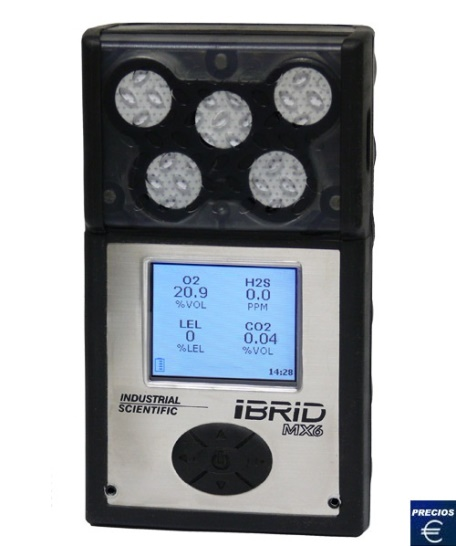 O2 H2S
20.9 0.0
%VOL PPM
LEL CO2
0 0.04
%LEL %VOL
14:28
INDUSTRIAL
SCIENTIFIC
iBRiD
MX6
PRECIOS
€